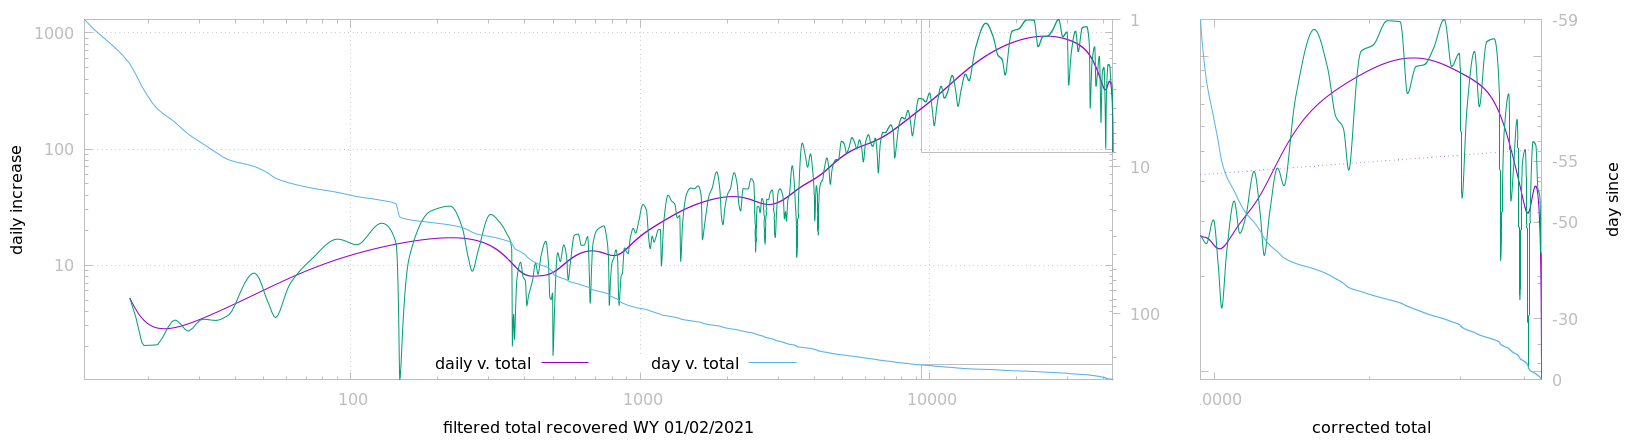 1000
100
10
daily increase
100
1000
10000
filtered total recovered WY 01/02/2021
daily v. total
day v. total
1
10
100
0000
corrected total
-59
-55
-50
-30
0
day since